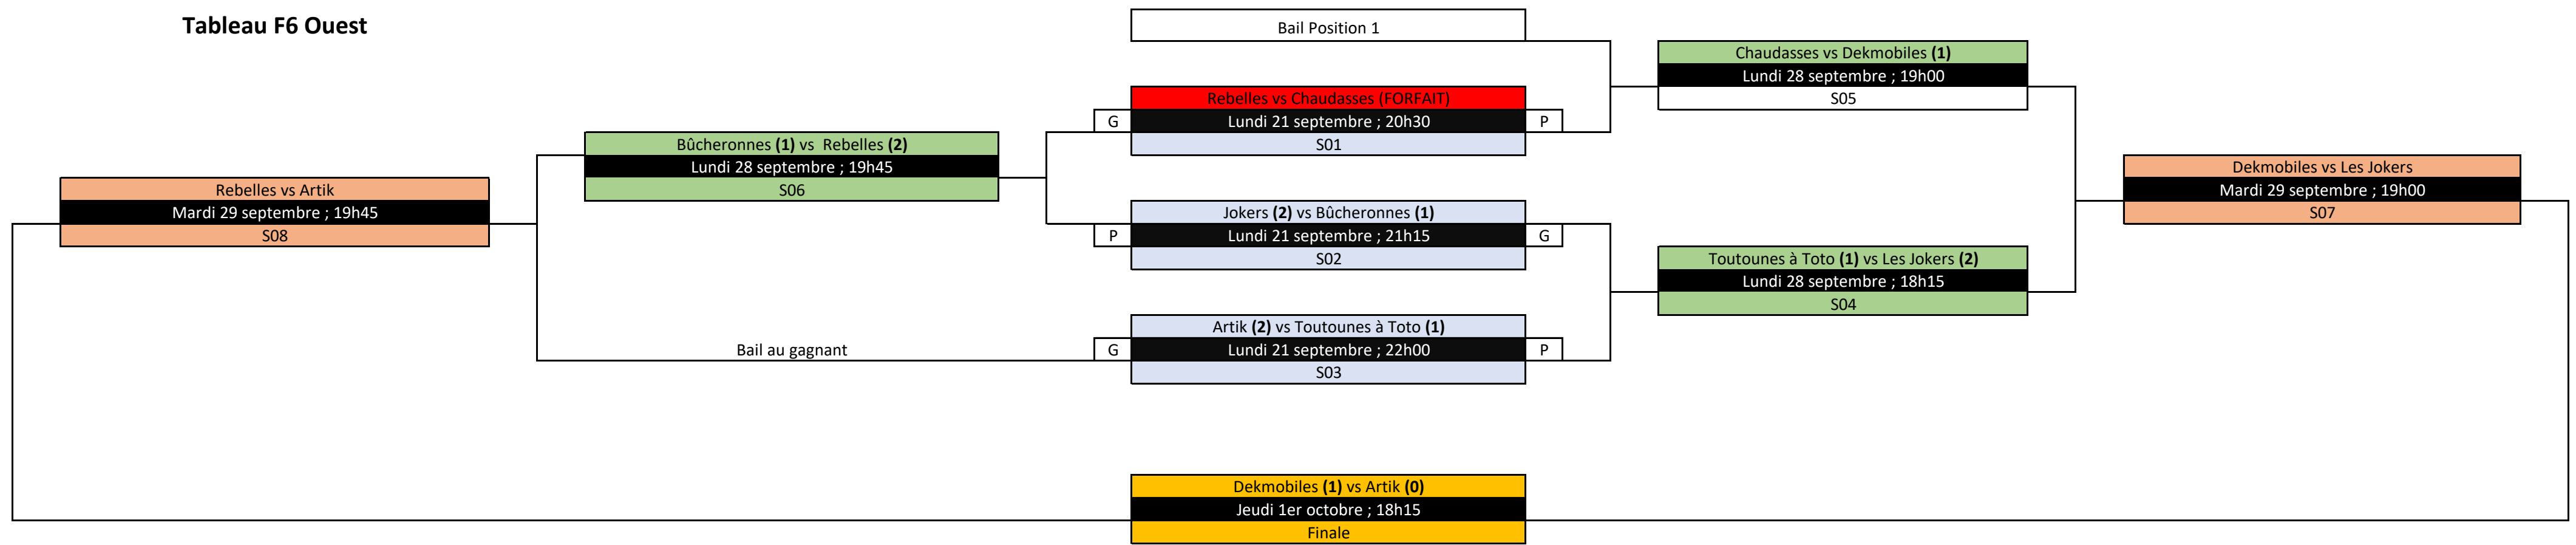 Tableau F6 Ouest
Bail Position 1
Chaudasses vs Dekmobiles (1)
Lundi 28 septembre ; 19h00
S05
Rebelles vs Chaudasses (FORFAIT)
G
Lundi 21 septembre ; 20h30
P
S01
Bûcheronnes (1) vs  Rebelles (2)
Lundi 28 septembre ; 19h45
S06
Dekmobiles vs Les Jokers
Mardi 29 septembre ; 19h00
S07
Rebelles vs Artik
Mardi 29 septembre ; 19h45
S08
Jokers (2) vs Bûcheronnes (1)
P
Lundi 21 septembre ; 21h15
G
S02
Toutounes à Toto (1) vs Les Jokers (2)
Lundi 28 septembre ; 18h15
S04
Artik (2) vs Toutounes à Toto (1)
Bail au gagnant
G
Lundi 21 septembre ; 22h00
P
S03
Dekmobiles (1) vs Artik (0)
Jeudi 1er octobre ; 18h15
Finale